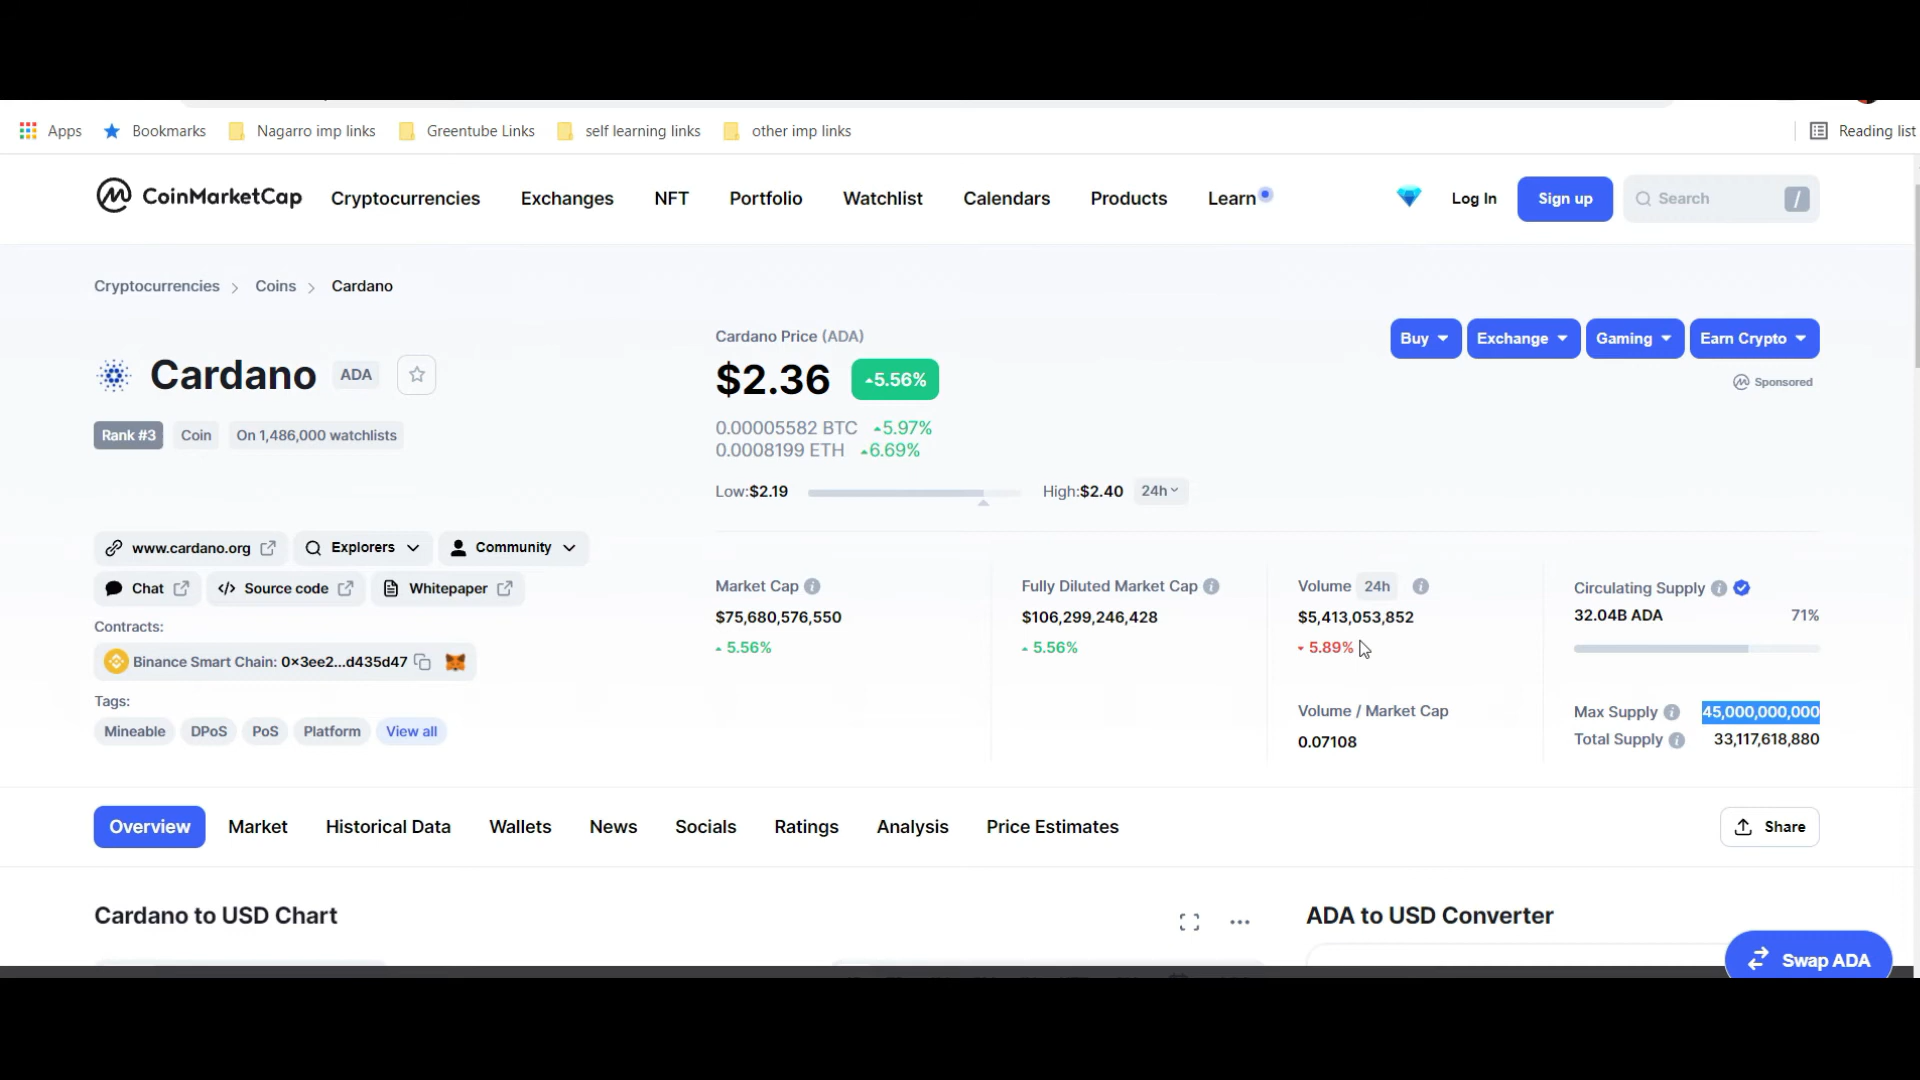 Apps Bookmarks Nagarro imp links Greentube Links self learning links other imp links Reading list
CoinMarketCap Cryptocurrencies Exchanges NFT Portfolio Watchlist Calendars Products Learn Log In Sign up Search /
Cryptocurrencies Coins Cardano
Cardano ADA
Rank #3 Coin On 1,486,000 watchlists
www.cardano.org Explorers Community
Chat Source code Whitepaper
Contracts:
Binance Smart Chain: 0x3ee2...d435d47
Tags:
Mineable DPoS PoS Platform View all
Cardano Price (ADA)
$2.36 5.56%
0.00005582 BTC 5.97%
0.0008199 ETH 6.69%
Low:$2.19 High:$2.40 24h
Buy Exchange Gaming Earn Crypto
Sponsored
Market Cap
$75,680,576,550
5.56%
Fully Diluted Market Cap
$106,299,246,428
5.56%
Volume 24h
$5,413,053,852
5.89%
Volume / Market Cap
0.07108
Circulating Supply
32.04B ADA 71%
Max Supply 45,000,000,000
Total Supply 33,117,618,880
Overview Market Historical Data Wallets News Socials Ratings Analysis Price Estimates Share
Cardano to USD Chart
ADA to USD Converter
Swap ADA